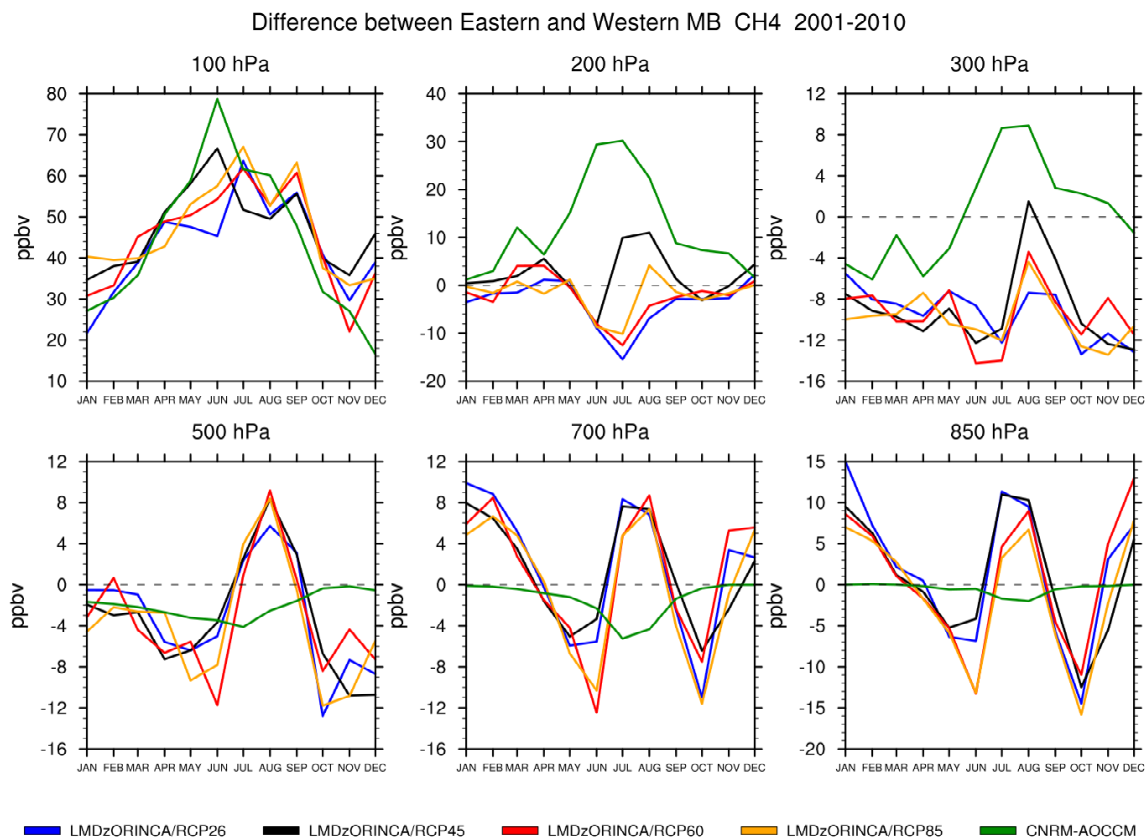 Difference between Eastern and Western MB CH4 2001-2010
100 hPa
200 hPa
300 hPa
80
70
60
50
40
30
20
10
ppbv
JAN FEB MAR APR MAY JUN JUL AUG SEP OCT NOV DEC
40
30
20
10
0
-10
-20
ppbv
JAN FEB MAR APR MAY JUN JUL AUG SEP OCT NOV DEC
12
8
4
0
-4
-8
-12
-16
ppbv
JAN FEB MAR APR MAY JUN JUL AUG SEP OCT NOV DEC
500 hPa
700 hPa
850 hPa
12
8
4
0
-4
-8
-12
-16
ppbv
JAN FEB MAR APR MAY JUN JUL AUG SEP OCT NOV DEC
12
8
4
0
-4
-8
-12
-16
ppbv
JAN FEB MAR APR MAY JUN JUL AUG SEP OCT NOV DEC
15
10
5
0
-5
-10
-15
-20
ppbv
JAN FEB MAR APR MAY JUN JUL AUG SEP OCT NOV DEC
LMDzORINCA/RCP26 LMDzORINCA/RCP45 LMDzORINCA/RCP60 LMDzORINCA/RCP85 CNRM-AOCCM